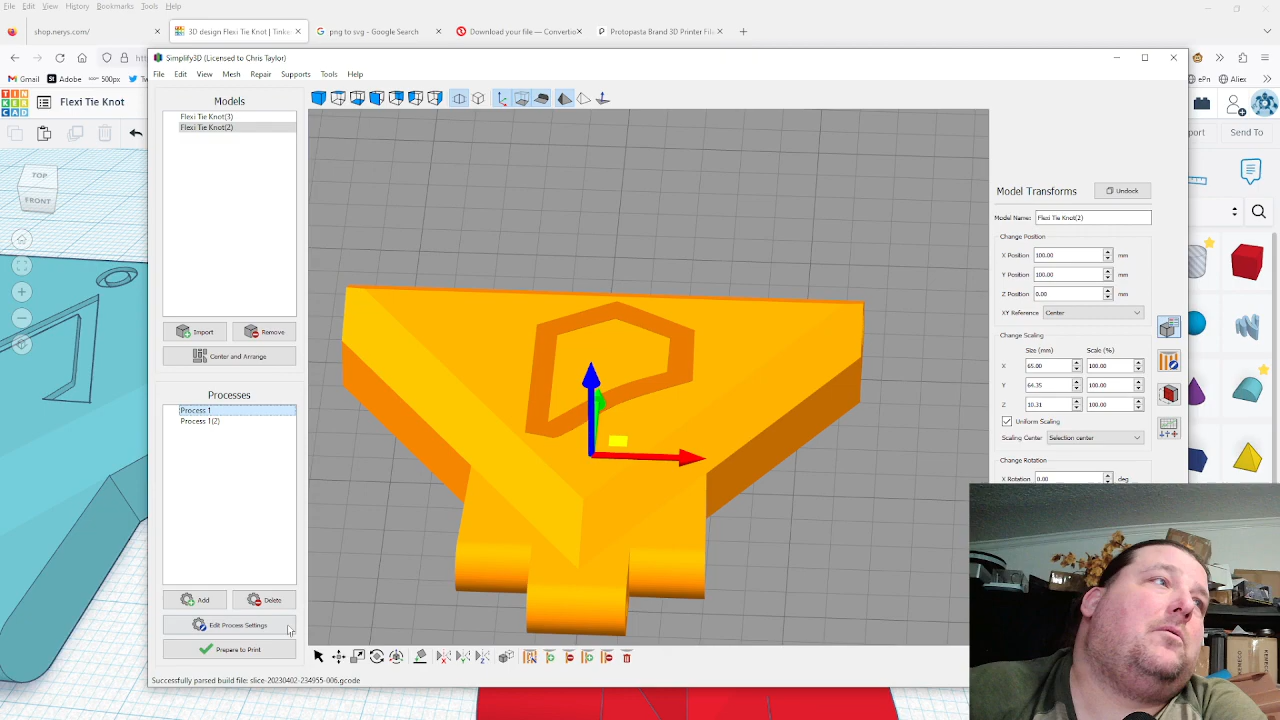 File Edit View History Bookmarks Tools Help
shop.nerys.com/
3D design Flexi Tie Knot | Tinke
png to svg - Google Search
Download your file — Convertio
Protopasta Brand 3D Printer Fila
Gmail Adobe 500px
ePn Aliex
Flexi Tie Knot
Send To
TOP
FRONT
Simplify3D (Licensed to Chris Taylor)
File Edit View Mesh Repair Supports Tools Help
Models
Flexi Tie Knot(3)
Flexi Tie Knot(2)
Import Remove
Center and Arrange
Processes
Process 1
Process 1(2)
Add Delete
Edit Process Settings
Prepare to Print
Successfully parsed build file: slice-20230402-234955-006.gcode
Model Transforms Undock
Model Name: Flexi Tie Knot(2)
Change Position
X Position 100.00 mm
Y Position 100.00 mm
Z Position 0.00 mm
XY Reference Center
Change Scaling
Size (mm) Scale (%)
X 65.00 100.00
Y 64.35 100.00
Z 10.31 100.00
Uniform Scaling
Scaling Center Selection center
Change Rotation
X Rotation 0.00 deg